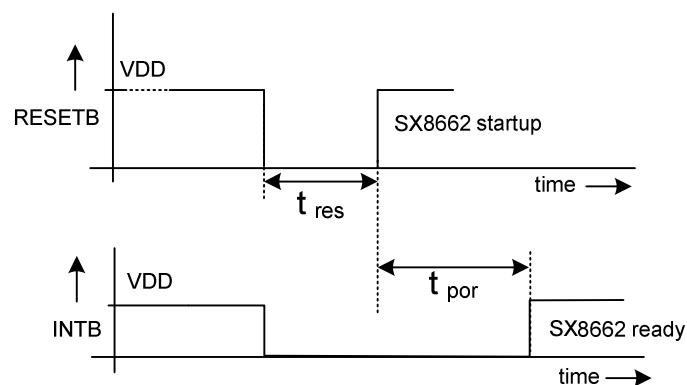 VDD
RESETB
SX8662 startup
time
t res
VDD
t por
INTB
SX8662 ready
time